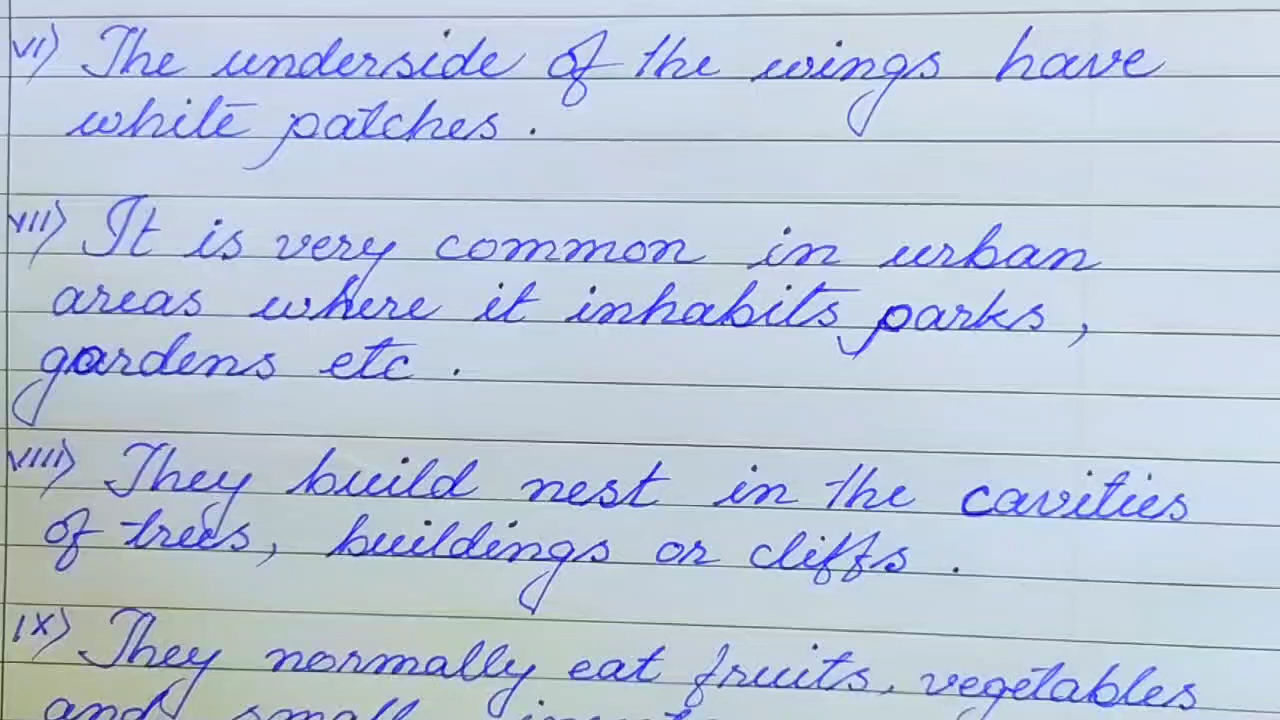 vi) The underside of the wings have
white patches.
vii) It is very common in urban
areas where it inhabits parks,
gardens etc.
viii) They build nest in the cavities
of trees, buildings or cliffs.
ix) They normally eat fruits, vegetables
and small